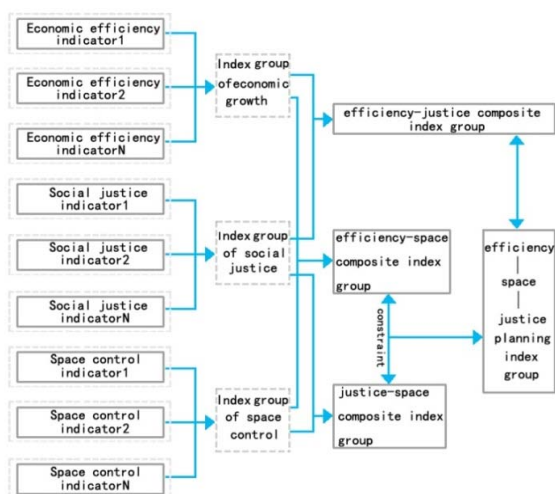 Economic efficiency
indicator1
Economic efficiency
indicator2
Economic efficiency
indicatorN
Social justice
indicator1
Social justice
indicator2
Social justice
indicatorN
Space control
indicator1
Space control
indicator2
Space control
indicatorN
Index group
ofeconomic
growth
Index group
of social
justice
Index group
of space
control
efficiency-justice composite
index group
efficiency-space
composite index
group
constraint
justice-space
composite index
group
efficiency
space
justice
planning
index
group